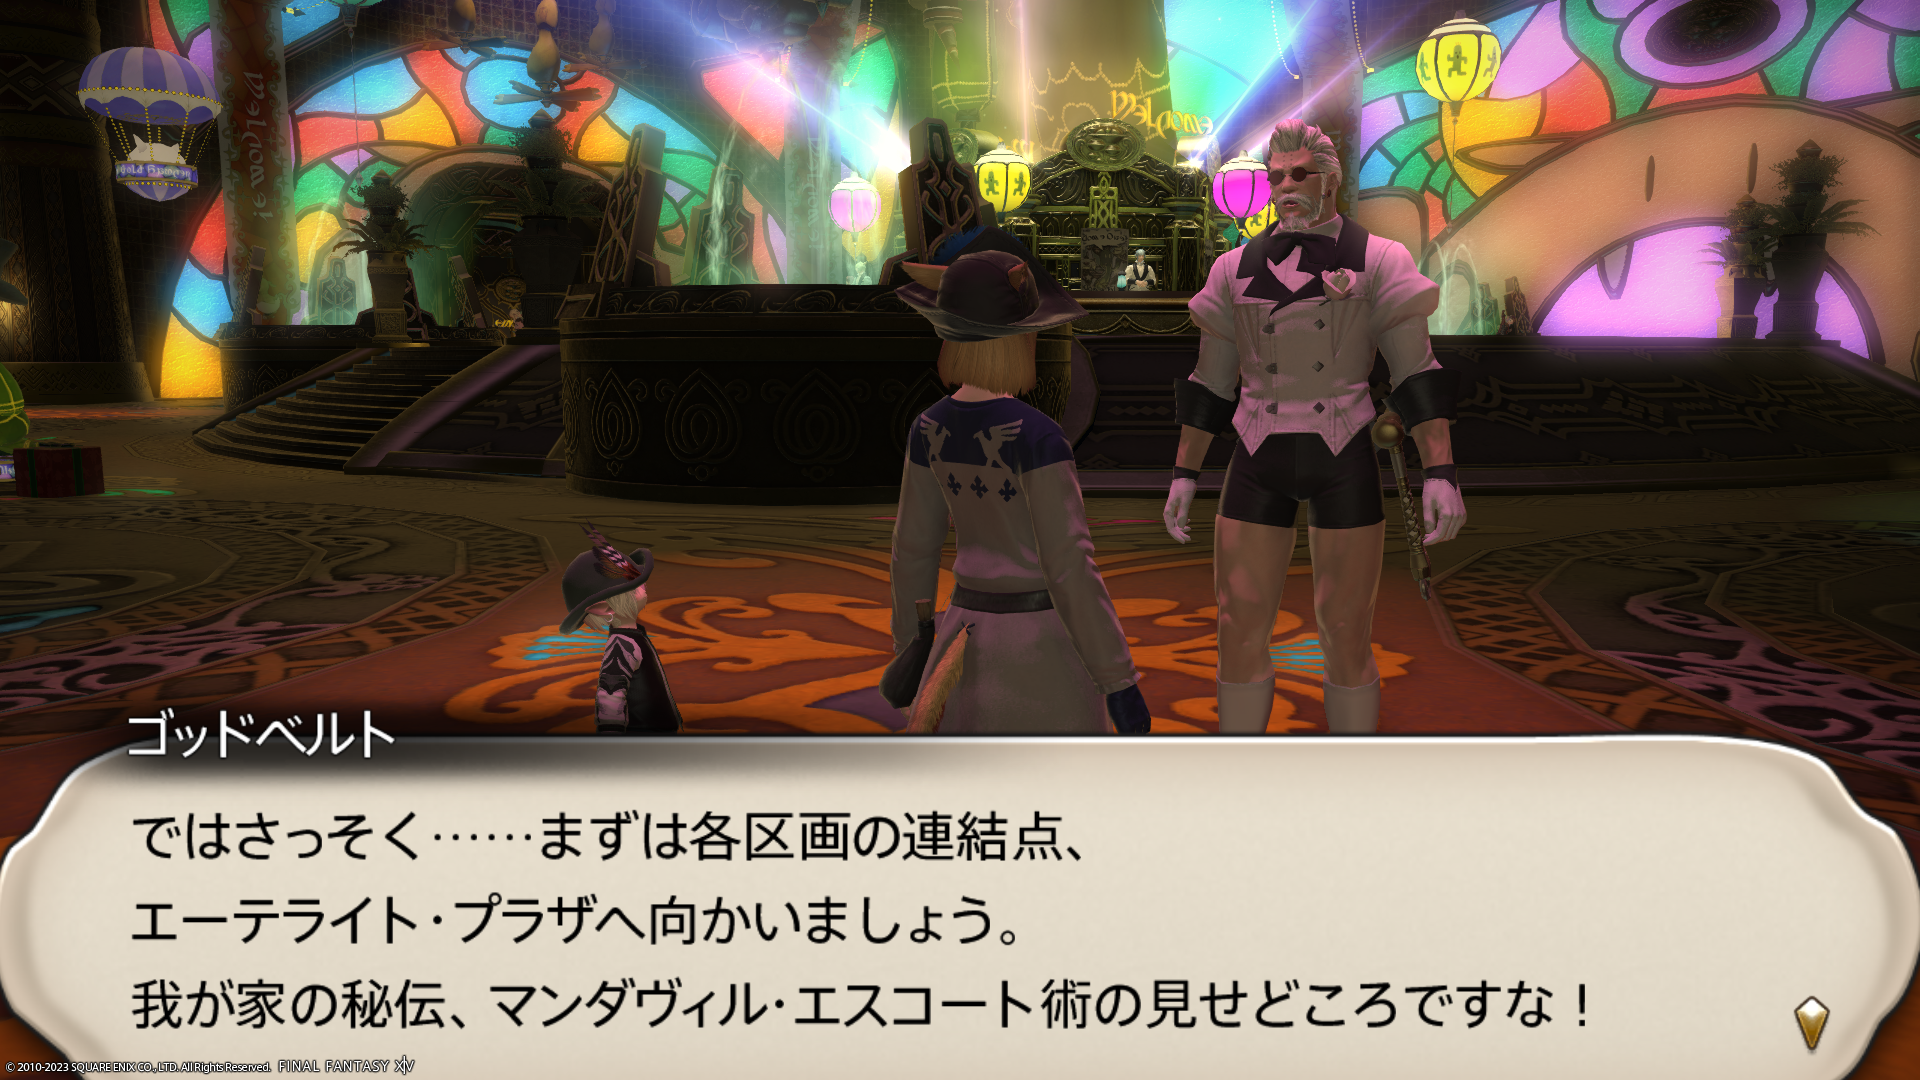 ゴッドベルト
ではさっそく……まずは各区画の連結点、
エーテライト・プラザへ向かいましょう。
我が家の秘伝、マンダヴィル・エスコート術の見せどころですな！
© 2010-2023 SQUARE ENIX CO., LTD. All Rights Reserved. FINAL FANTASY XIV